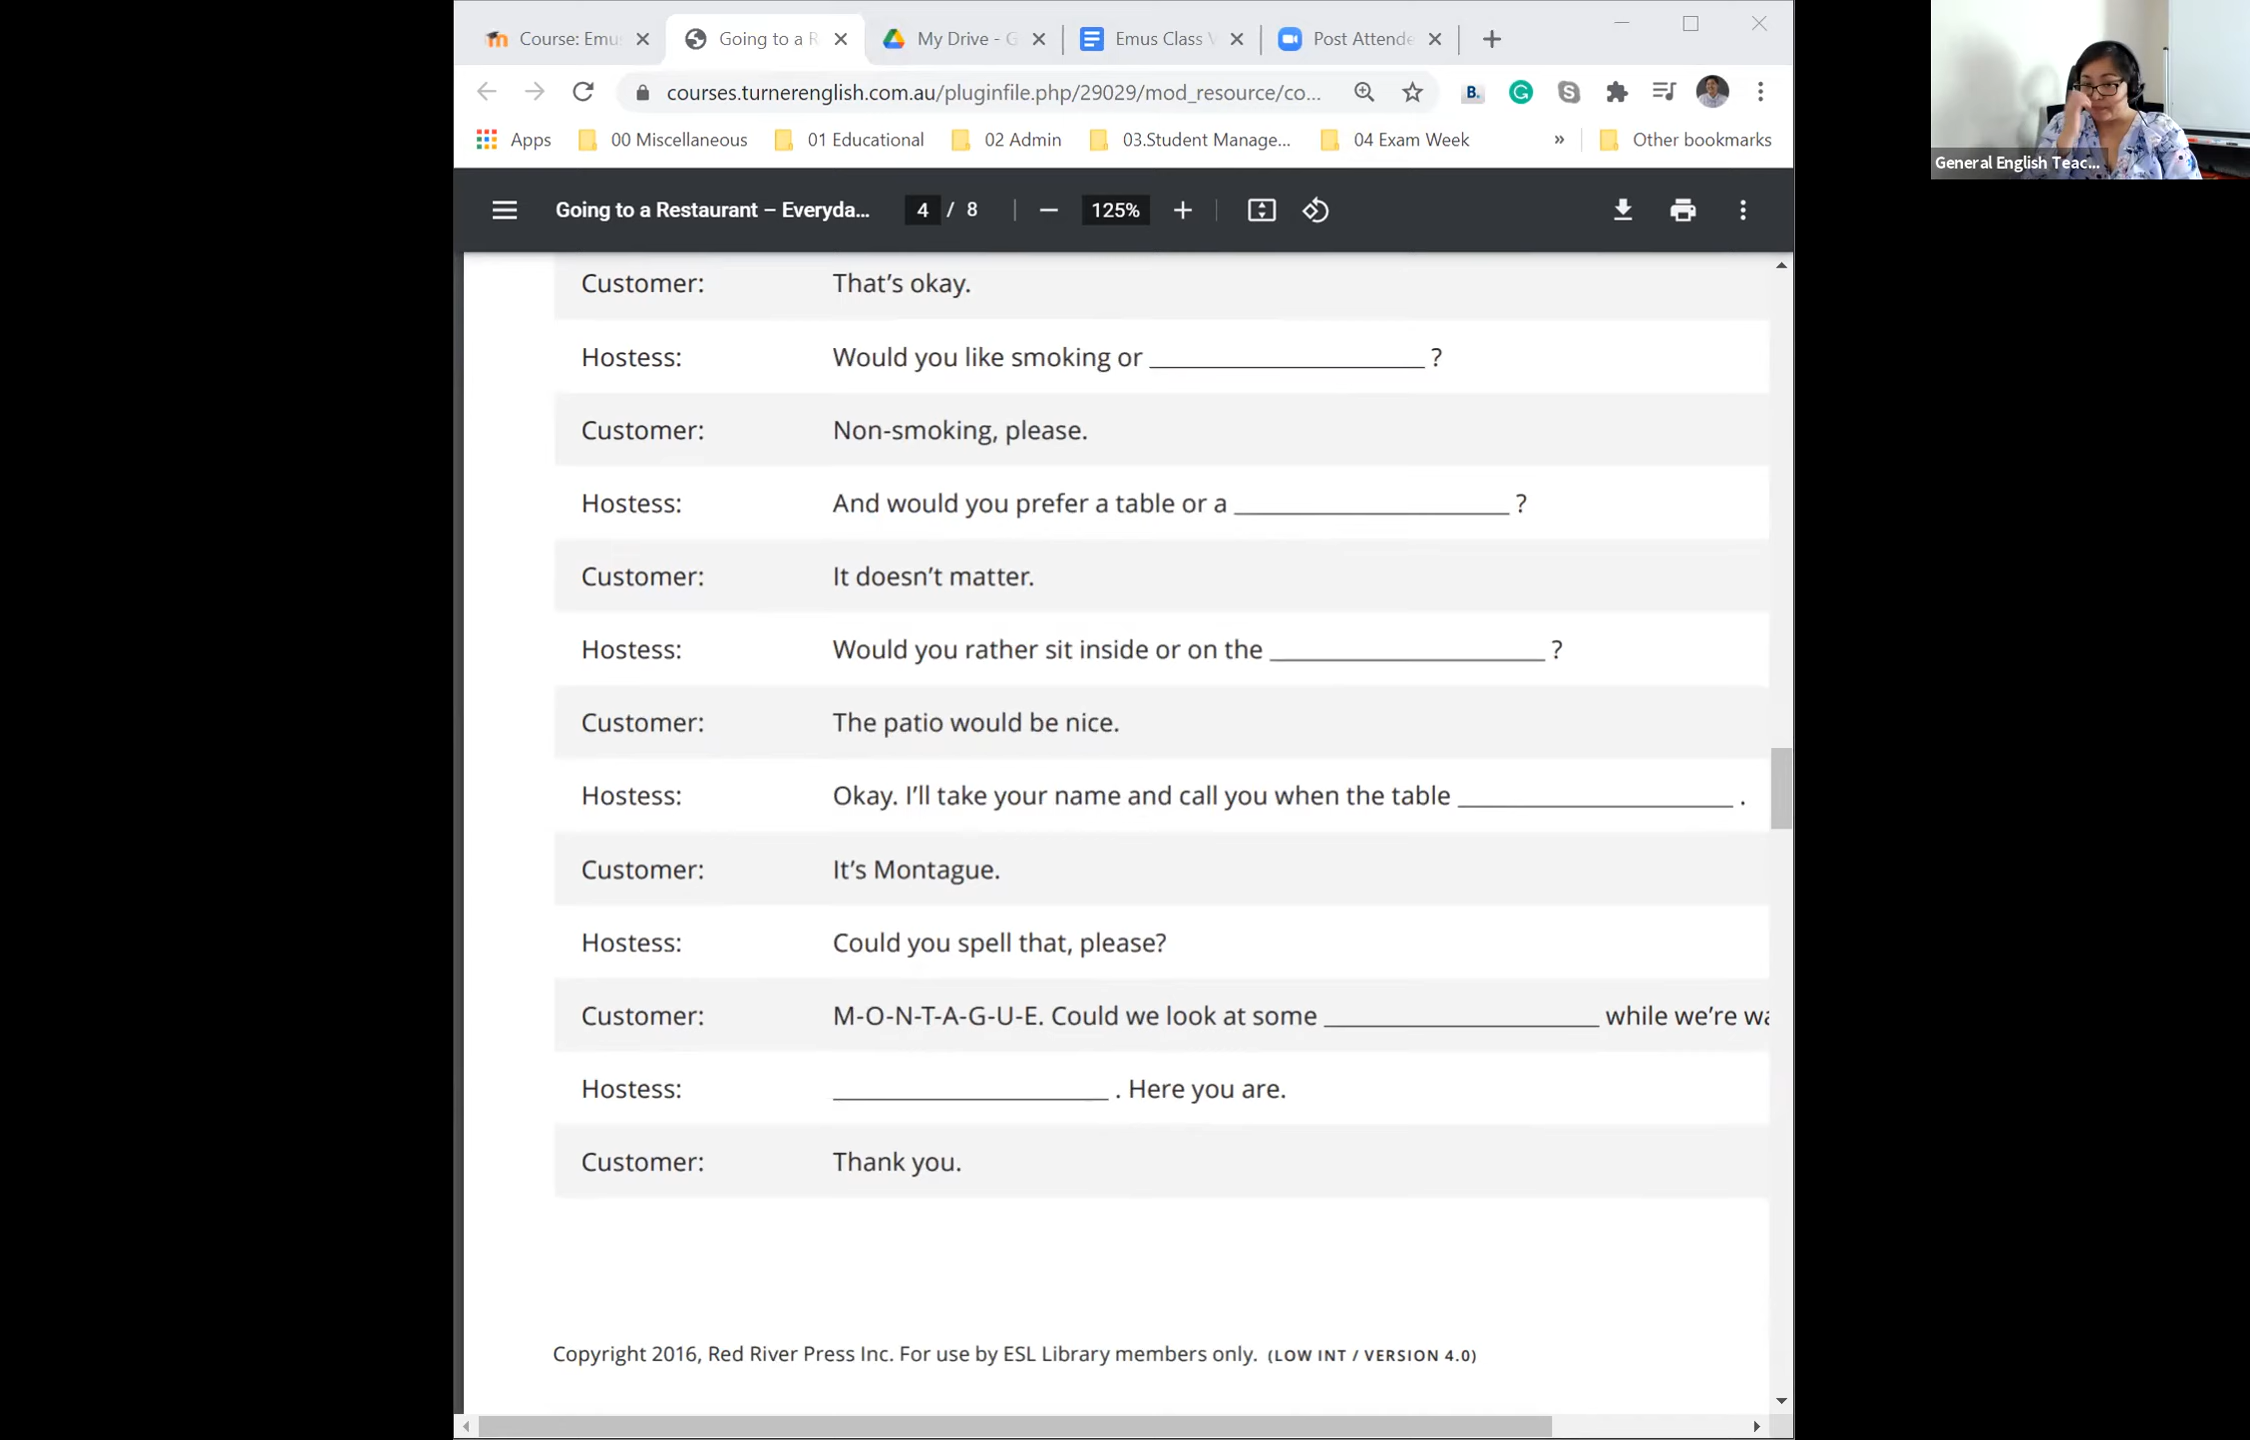 Course: Emus
Going to a R
My Drive - G
Emus Class V
Post Attende
courses.turnerenglish.com.au/pluginfile.php/29029/mod_resource/co...
B.
Apps
00 Miscellaneous
01 Educational
02 Admin
03.Student Manage...
04 Exam Week
»
Other bookmarks
General English Teac...
Going to a Restaurant – Everyda...
4 / 8
125%
Customer: That's okay.
Hostess: Would you like smoking or ____________________ ?
Customer: Non-smoking, please.
Hostess: And would you prefer a table or a ____________________ ?
Customer: It doesn't matter.
Hostess: Would you rather sit inside or on the ____________________ ?
Customer: The patio would be nice.
Hostess: Okay. I'll take your name and call you when the table ____________________ .
Customer: It's Montague.
Hostess: Could you spell that, please?
Customer: M-O-N-T-A-G-U-E. Could we look at some ____________________ while we're wa
Hostess: ____________________ . Here you are.
Customer: Thank you.
Copyright 2016, Red River Press Inc. For use by ESL Library members only. (LOW INT / VERSION 4.0)